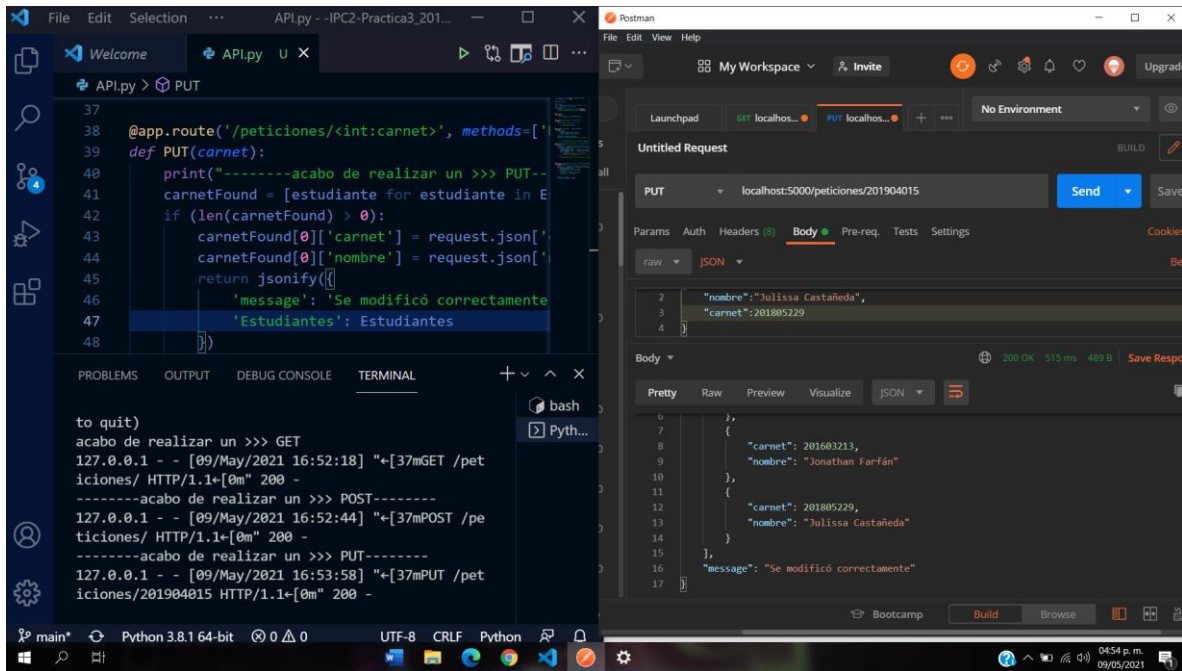 File Edit Selection ··· API.py - -IPC2-Practica3_201...
Welcome
API.py U
API.py > PUT
37
38 @app.route('/peticiones/<int:carnet>', methods=['
39 def PUT(carnet):
40 print("--------acabo de realizar un >>> PUT--
41 carnetFound = [estudiante for estudiante in E
42 if (len(carnetFound) > 0):
43 carnetFound[0]['carnet'] = request.json['
44 carnetFound[0]['nombre'] = request.json['
45 return jsonify({
46 'message': 'Se modificó correctamente
47 'Estudiantes': Estudiantes
48 })
PROBLEMS OUTPUT DEBUG CONSOLE TERMINAL
bash
Pyth...
to quit)
acabo de realizar un >>> GET
127.0.0.1 - - [09/May/2021 16:52:18] "←[37mGET /pet
iciones/ HTTP/1.1←[0m" 200 -
--------acabo de realizar un >>> POST--------
127.0.0.1 - - [09/May/2021 16:52:44] "←[37mPOST /pe
ticiones/ HTTP/1.1←[0m" 200 -
--------acabo de realizar un >>> PUT--------
127.0.0.1 - - [09/May/2021 16:53:58] "←[37mPUT /pet
iciones/201904015 HTTP/1.1←[0m" 200 -
4
main* Python 3.8.1 64-bit 0 0 UTF-8 CRLF Python
Postman
File Edit View Help
My Workspace Invite Upgrad
Launchpad GET localhos... PUT localhos... No Environment
Untitled Request BUILD
PUT localhost:5000/peticiones/201904015 Send Save
Params Auth Headers (8) Body Pre-req. Tests Settings Cookies
raw JSON Be
2 "nombre":"Julissa Castañeda",
3 "carnet":201805229
4 }
Body 200 OK 515 ms 489 B Save Respo
Pretty Raw Preview Visualize JSON
6 },
7 {
8 "carnet": 201603213,
9 "nombre": "Jonathan Farfán"
10 },
11 {
12 "carnet": 201805229,
13 "nombre": "Julissa Castañeda"
14 }
15 ],
16 "message": "Se modificó correctamente"
17 }
Bootcamp Build Browse
04:54 p. m.
09/05/2021